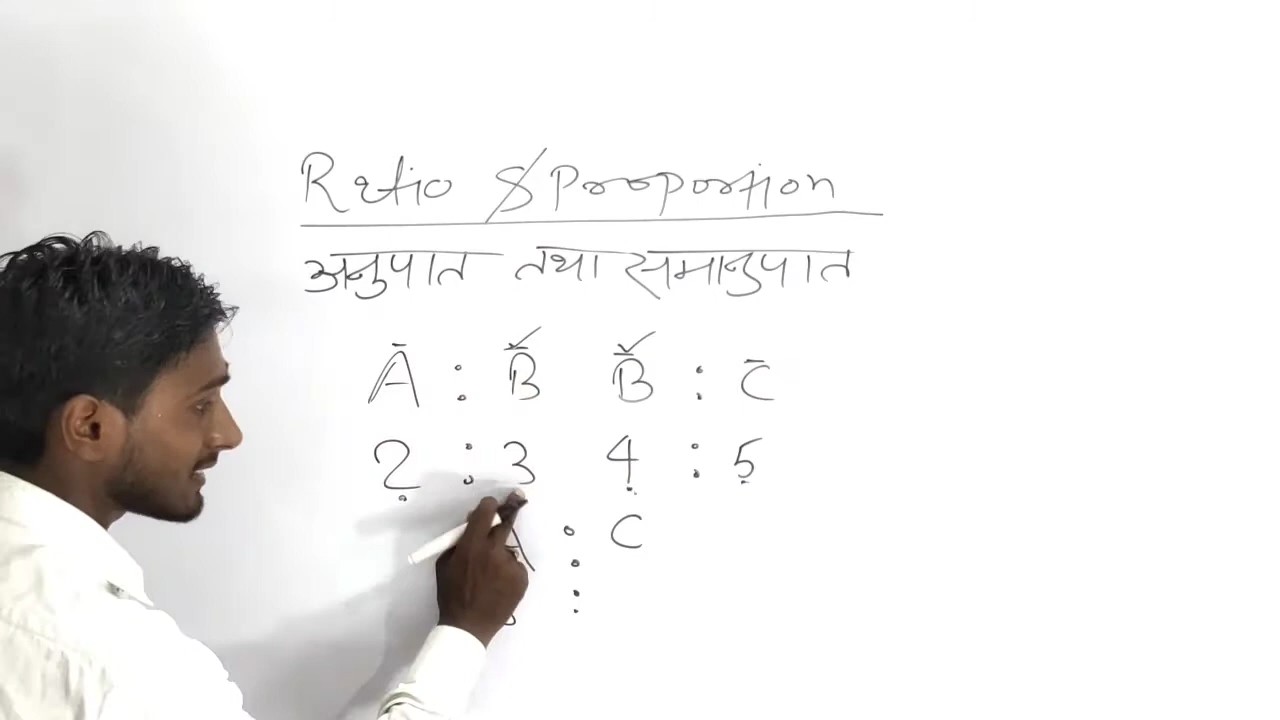 Ratio & Proportion
अनुपात तथा समानुपात
A : B B : C
2 : 3 4 : 5
A : C
: